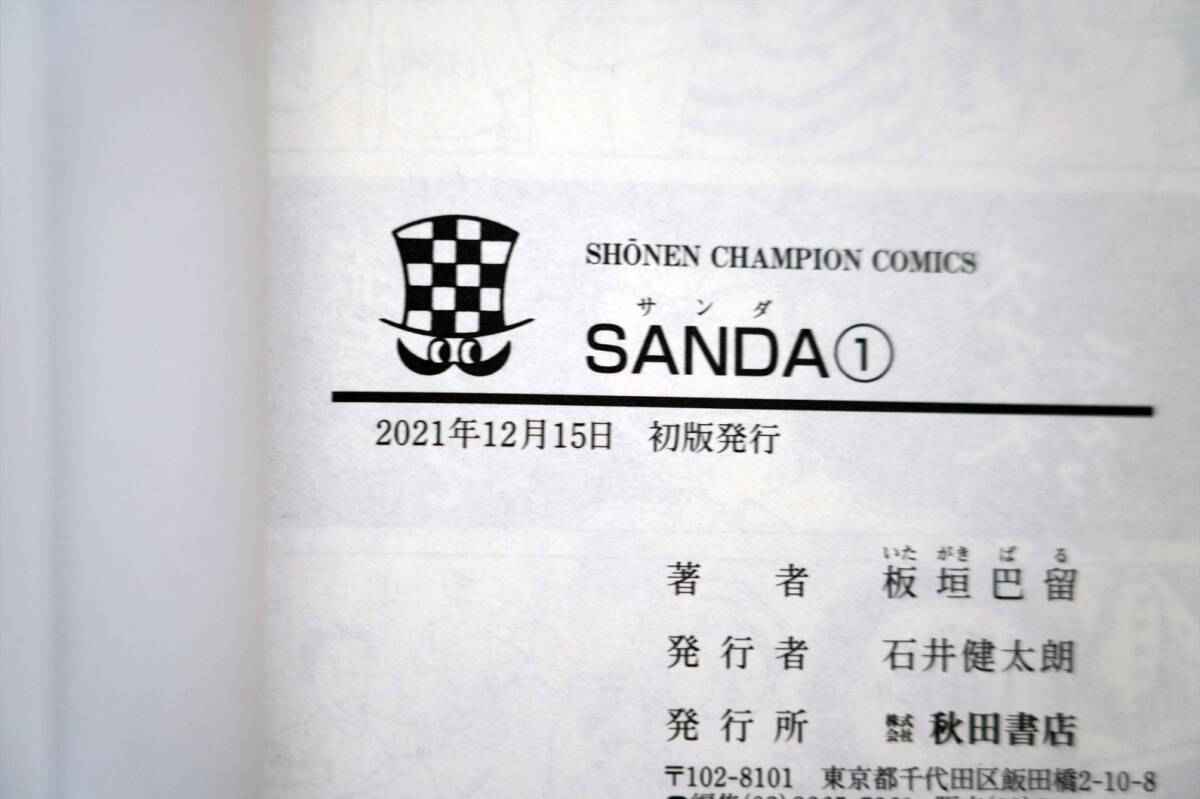 SHŌNEN CHAMPION COMICS
サンダ
SANDA①
2021年12月15日 初版発行
いたがきばる
著者 板垣巴留
発行者 石井健太朗
発行所 株式会社 秋田書店
〒102-8101 東京都千代田区飯田橋2-10-8